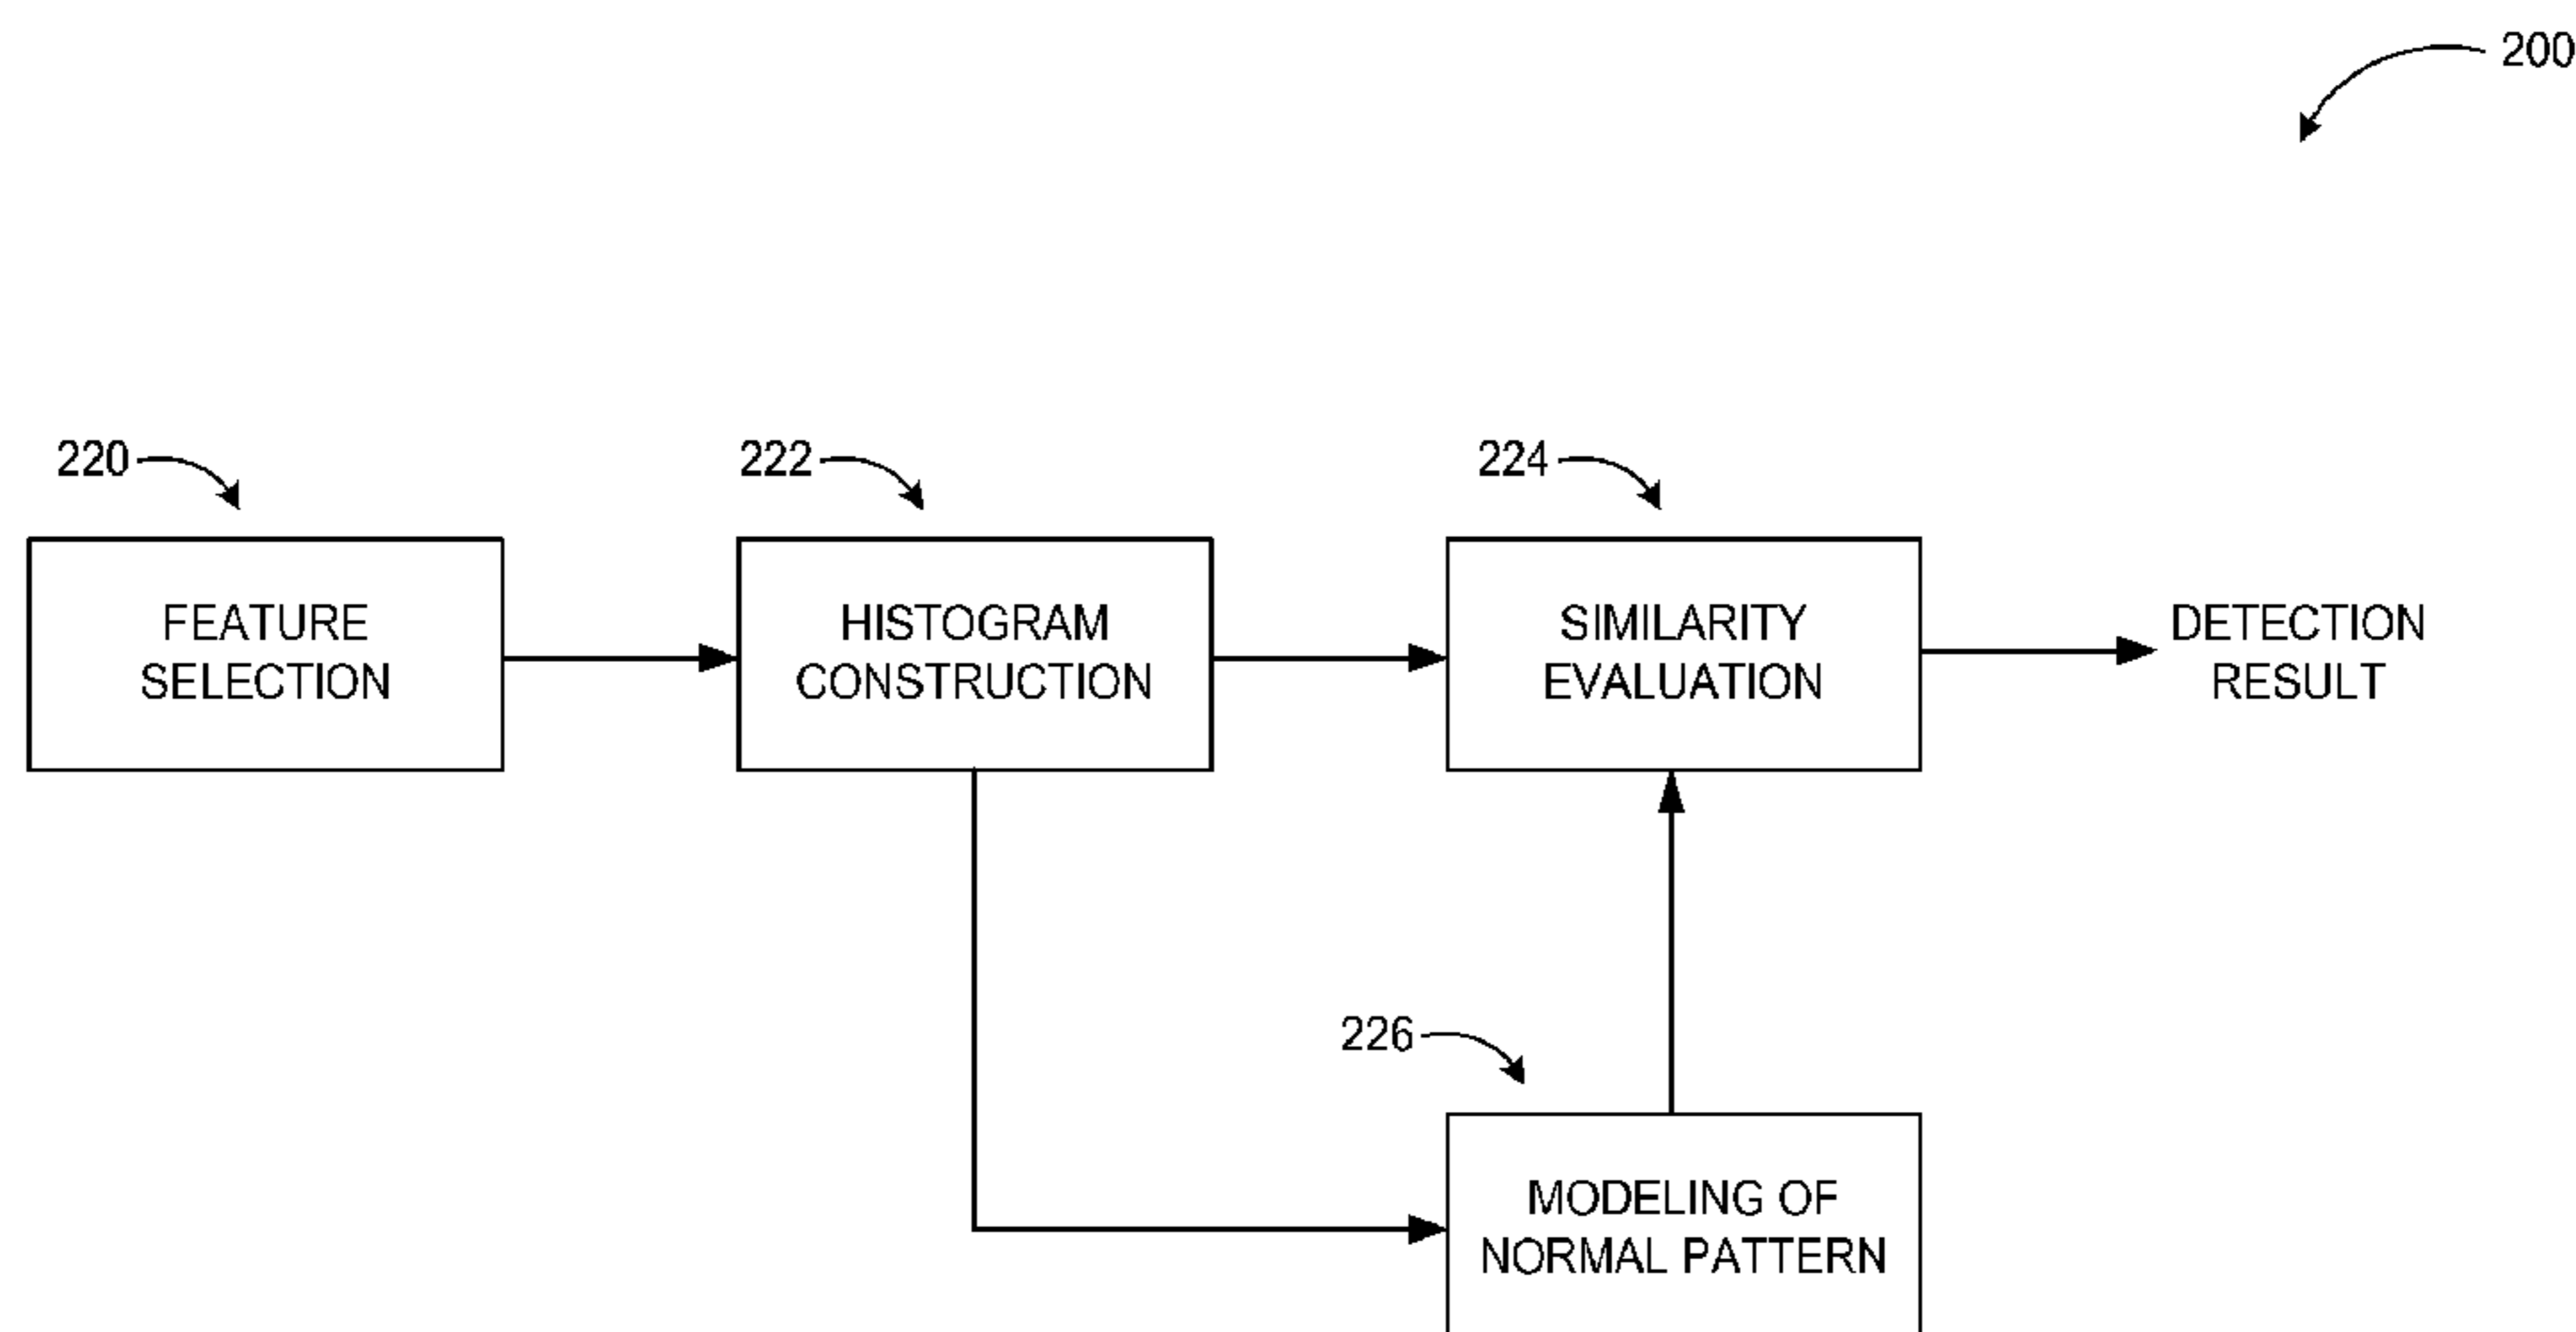 200
220
222
224
FEATURE
SELECTION
HISTOGRAM
CONSTRUCTION
SIMILARITY
EVALUATION
DETECTION
RESULT
226
MODELING OF
NORMAL PATTERN